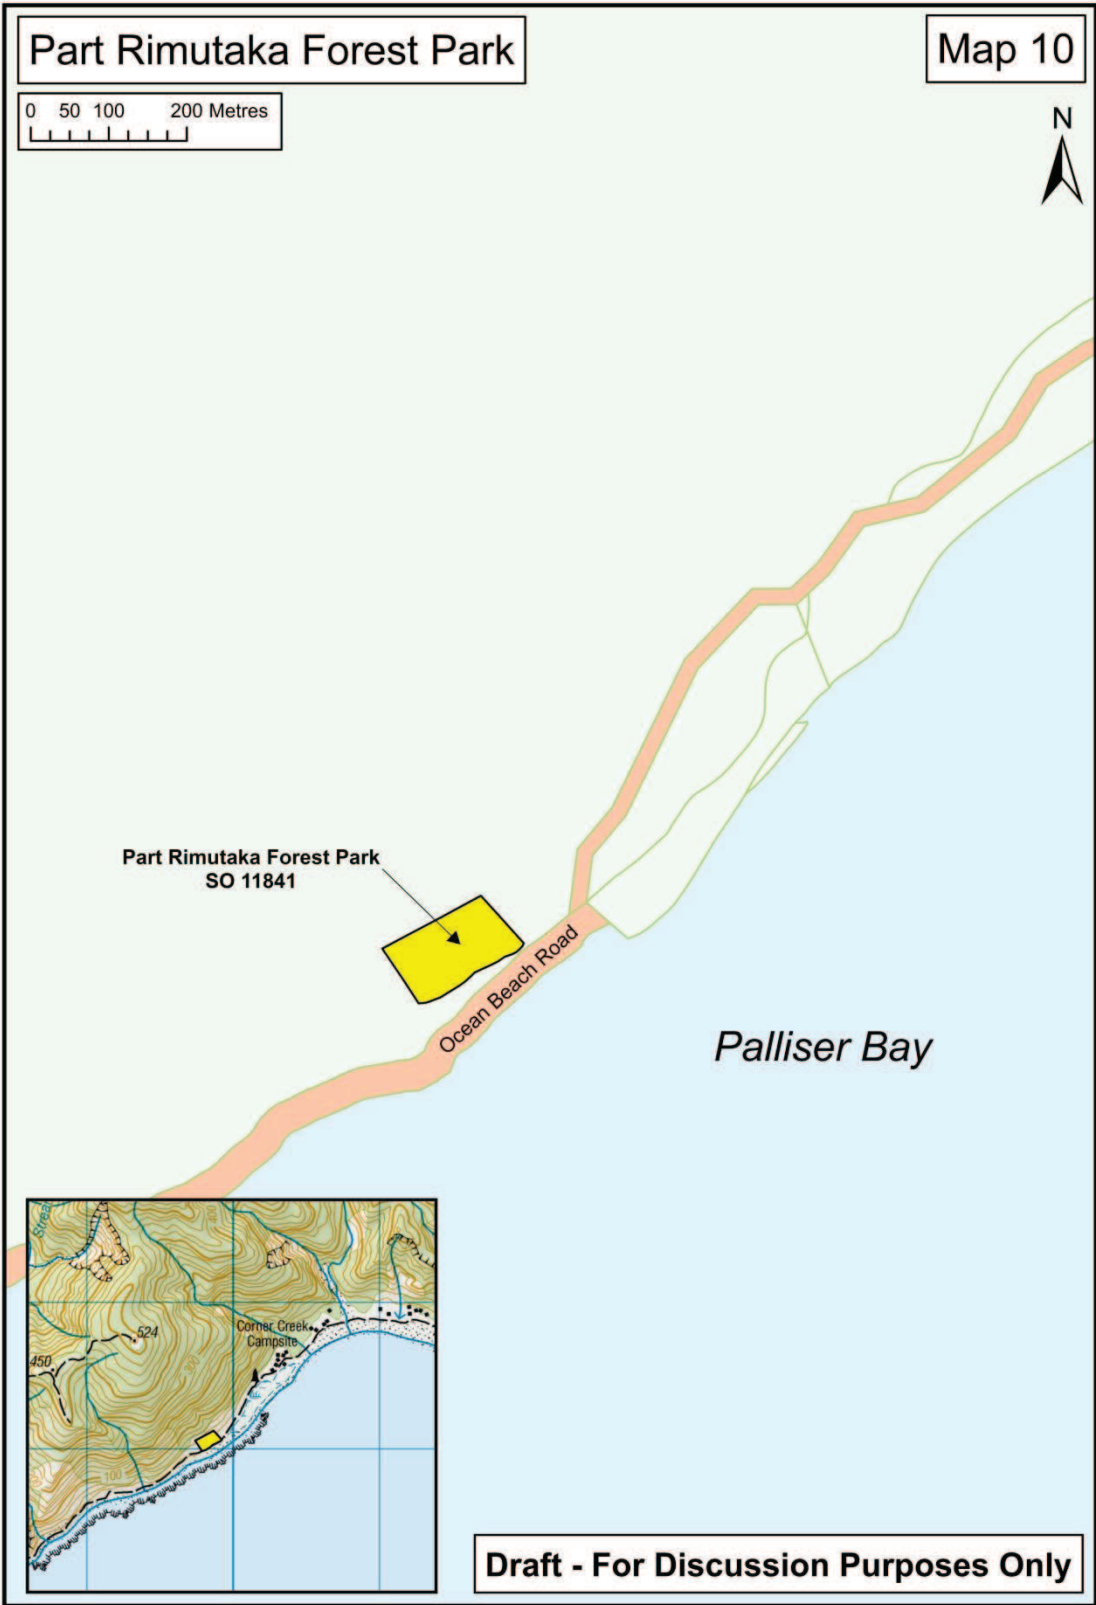 Part Rimutaka Forest Park
Map 10
0 50 100 200 Metres
N
Part Rimutaka Forest Park
SO 11841
Ocean Beach Road
Palliser Bay
Corner Creek
Campsite
524
450
100
Draft - For Discussion Purposes Only